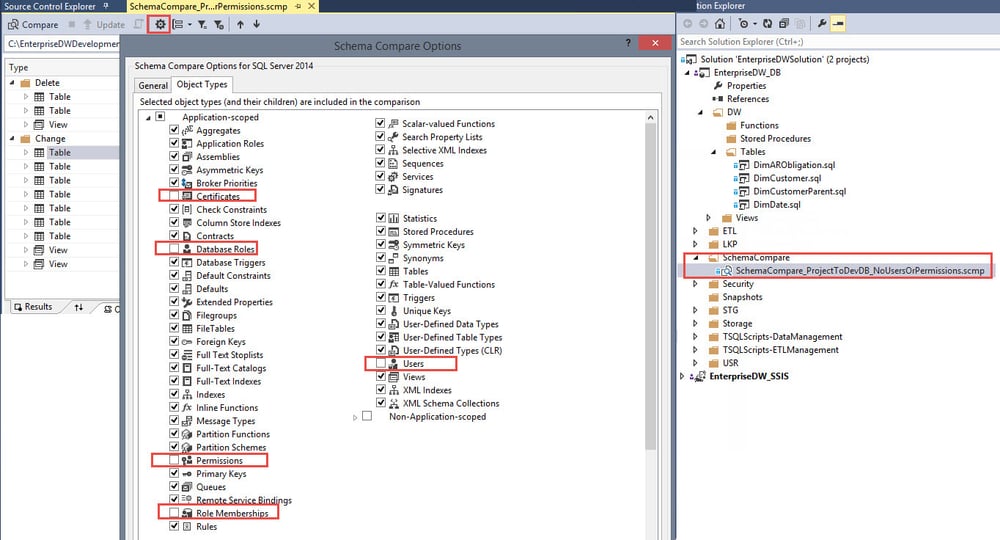 Source Control Explorer
SchemaCompare_Pr...rPermissions.scmp
Compare
Update
C:\EnterpriseDWDevelopment
Type
Delete
Table
Table
View
Change
Table
Table
Table
Table
Table
Table
Table
View
View
Results
Schema Compare Options
?
Schema Compare Options for SQL Server 2014
General
Object Types
Selected object types (and their children) are included in the comparison
Application-scoped
Aggregates
Application Roles
Assemblies
Asymmetric Keys
Broker Priorities
Certificates
Check Constraints
Column Store Indexes
Contracts
Database Roles
Database Triggers
Default Constraints
Defaults
Extended Properties
Filegroups
FileTables
Foreign Keys
Full Text Stoplists
Full-Text Catalogs
Full-Text Indexes
Indexes
Inline Functions
Message Types
Partition Functions
Partition Schemes
Permissions
Primary Keys
Queues
Remote Service Bindings
Role Memberships
Rules
Scalar-valued Functions
Search Property Lists
Selective XML Indexes
Sequences
Services
Signatures
Statistics
Stored Procedures
Symmetric Keys
Synonyms
Tables
Table-Valued Functions
Triggers
Unique Keys
User-Defined Data Types
User-Defined Table Types
User-Defined Types (CLR)
Users
Views
XML Indexes
XML Schema Collections
Non-Application-scoped
ution Explorer
Search Solution Explorer (Ctrl+;)
Solution 'EnterpriseDWSolution' (2 projects)
EnterpriseDW_DB
Properties
References
DW
Functions
Stored Procedures
Tables
DimARObligation.sql
DimCustomer.sql
DimCustomerParent.sql
DimDate.sql
Views
ETL
LKP
SchemaCompare
SchemaCompare_ProjectToDevDB_NoUsersOrPermissions.scmp
Security
Snapshots
STG
Storage
TSQLScripts-DataManagement
TSQLScripts-ETLManagement
USR
EnterpriseDW_SSIS